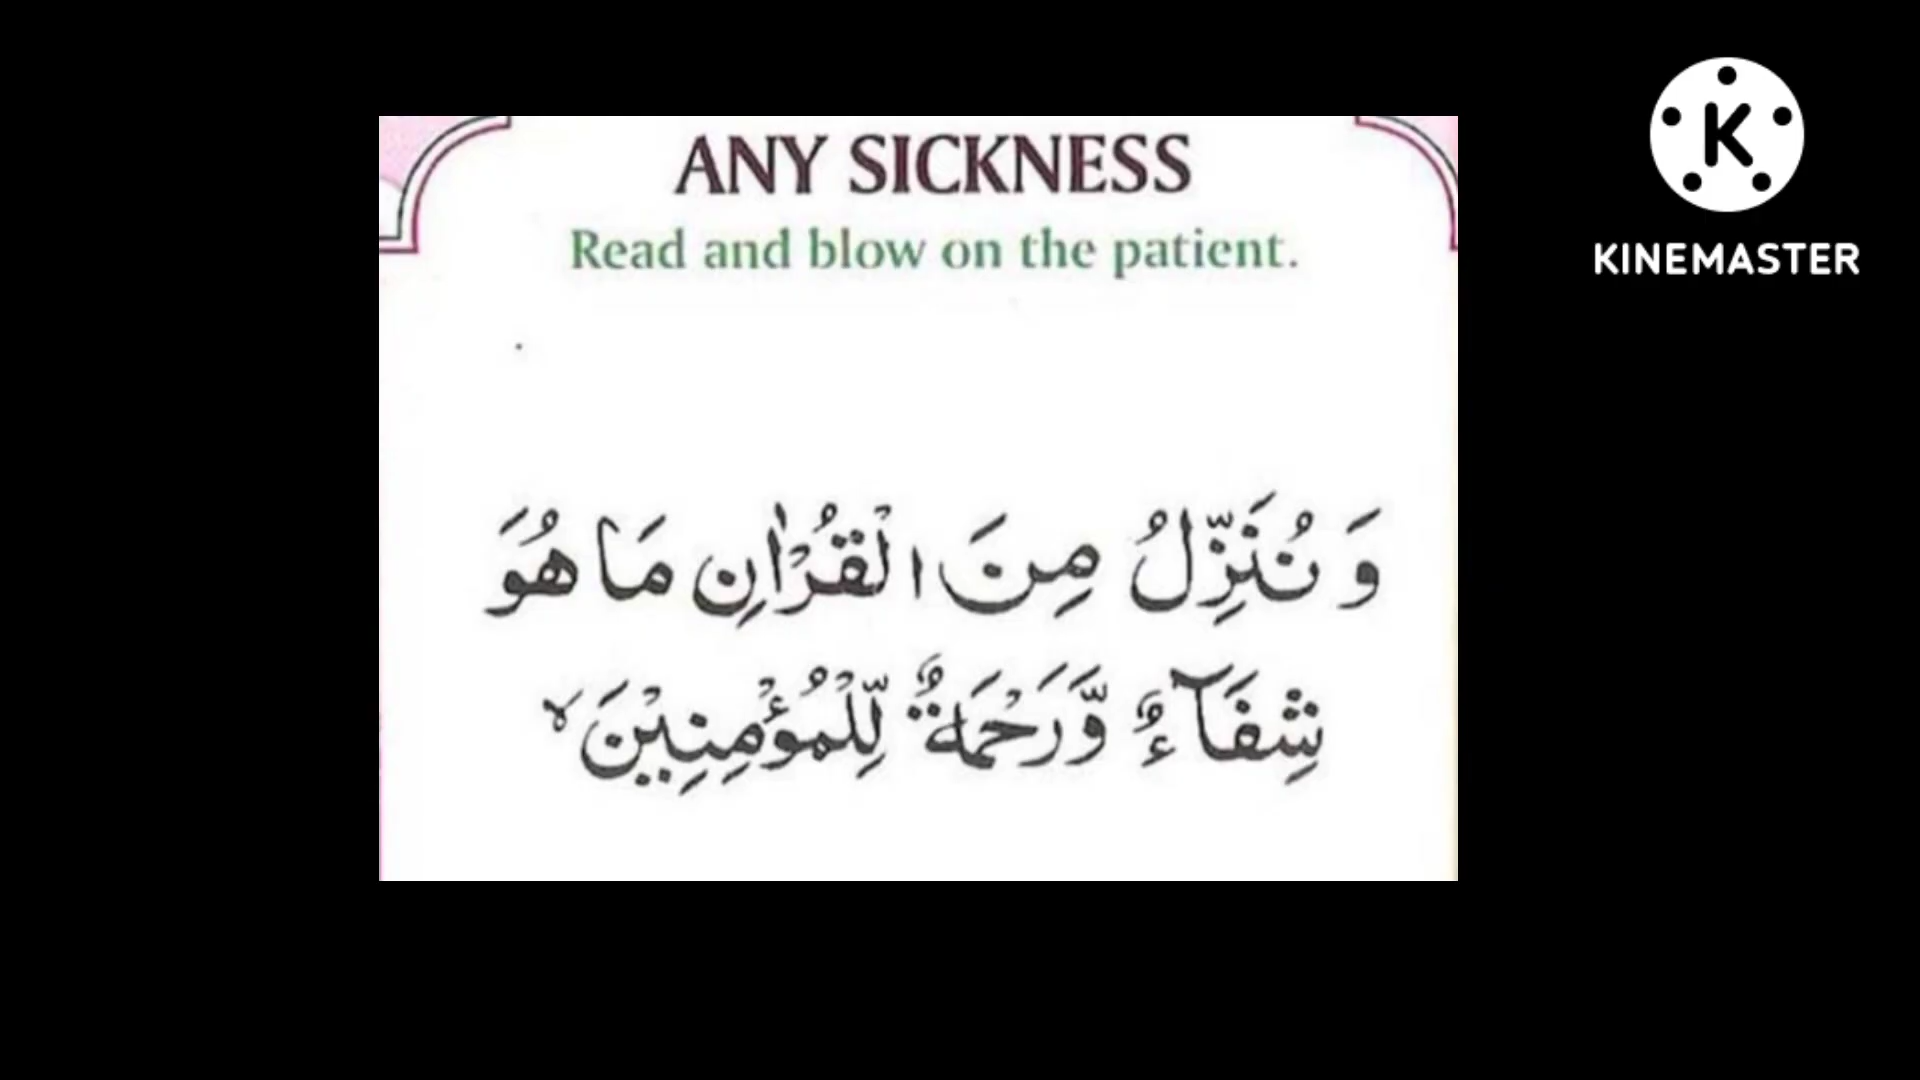 ANY SICKNESS
Read and blow on the patient.
وَنُنَزِّلُ مِنَ الْقُرْاٰنِ مَا هُوَ
شِفَآءٌ وَّرَحْمَةٌ لِّلْمُؤْمِنِيْنَ ۙ
K
KINEMASTER